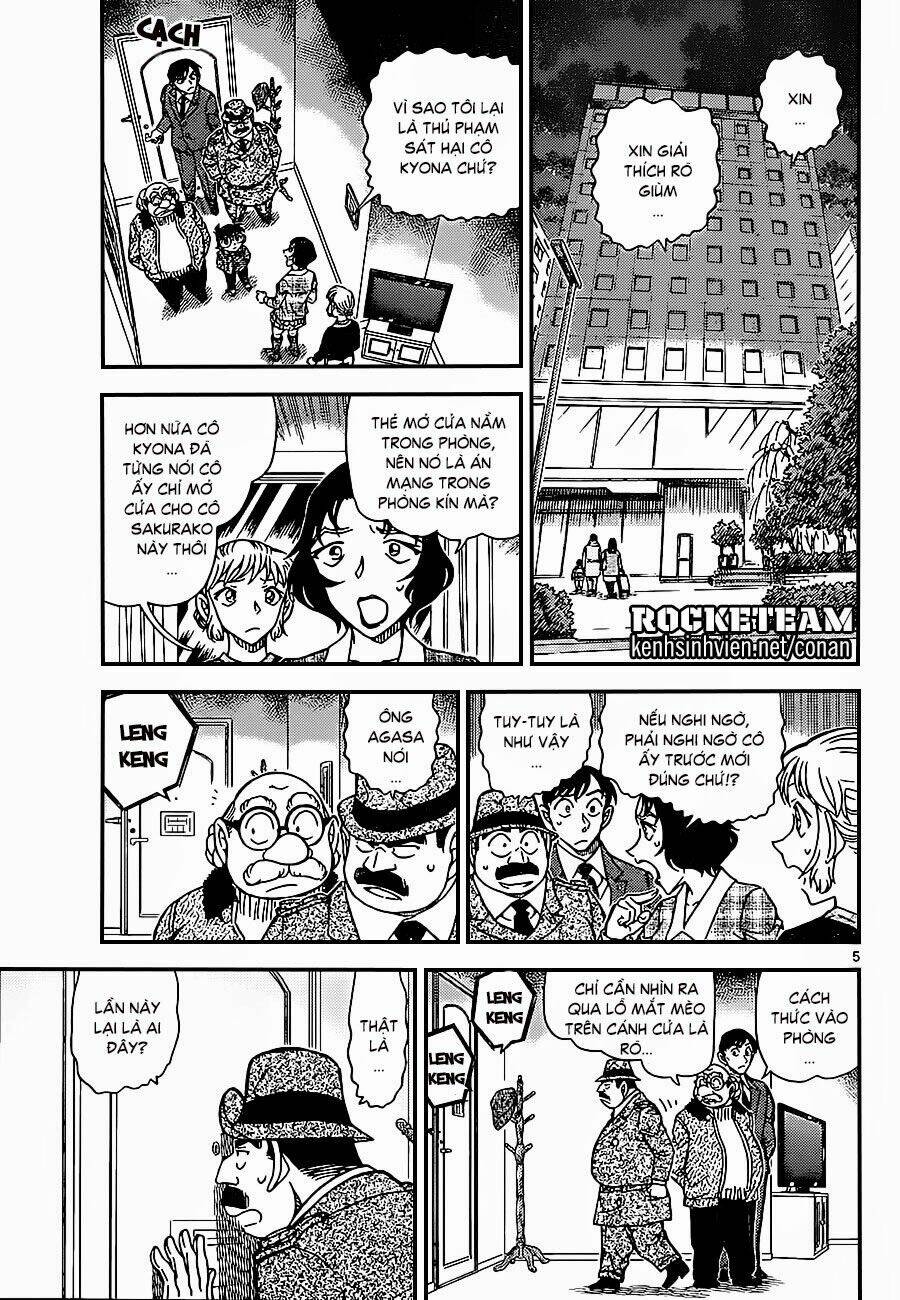 XIN
...
XIN GIẢI
THÍCH RÕ
GIÙM
...
CẠCH
VÌ SAO TÔI LẠI
LÀ THỦ PHẠM
SÁT HẠI CÔ
KYONA CHỨ?
ROCKETEAM
kenhsinhvien.net/conan
THẺ MỞ CỬA NẰM
TRONG PHÒNG,
NÊN NÓ LÀ ÁN
MẠNG TRONG
PHÒNG KÍN MÀ?
HƠN NỮA CÔ
KYONA ĐÃ
TỪNG NÓI CÔ
ẤY CHỈ MỞ
CỬA CHO CÔ
SAKURAKO
NÀY THÔI
...
NẾU NGHI NGỜ,
PHẢI NGHI NGỜ CÔ
ẤY TRƯỚC MỚI
ĐÚNG CHỨ!?
TUY-TUY LÀ
NHƯ VẬY
...
ÔNG
AGASA
NÓI
...
LENG
KENG
5
CÁCH
THỨC VÀO
PHÒNG
...
CHỈ CẦN NHÌN RA
QUA LỖ MẮT MÈO
TRÊN CÁNH CỬA LÀ
RÕ...
LENG
KENG
LENG
KENG
THẬT
LÀ
...
LẦN NÀY
LẠI LÀ AI
ĐÂY?